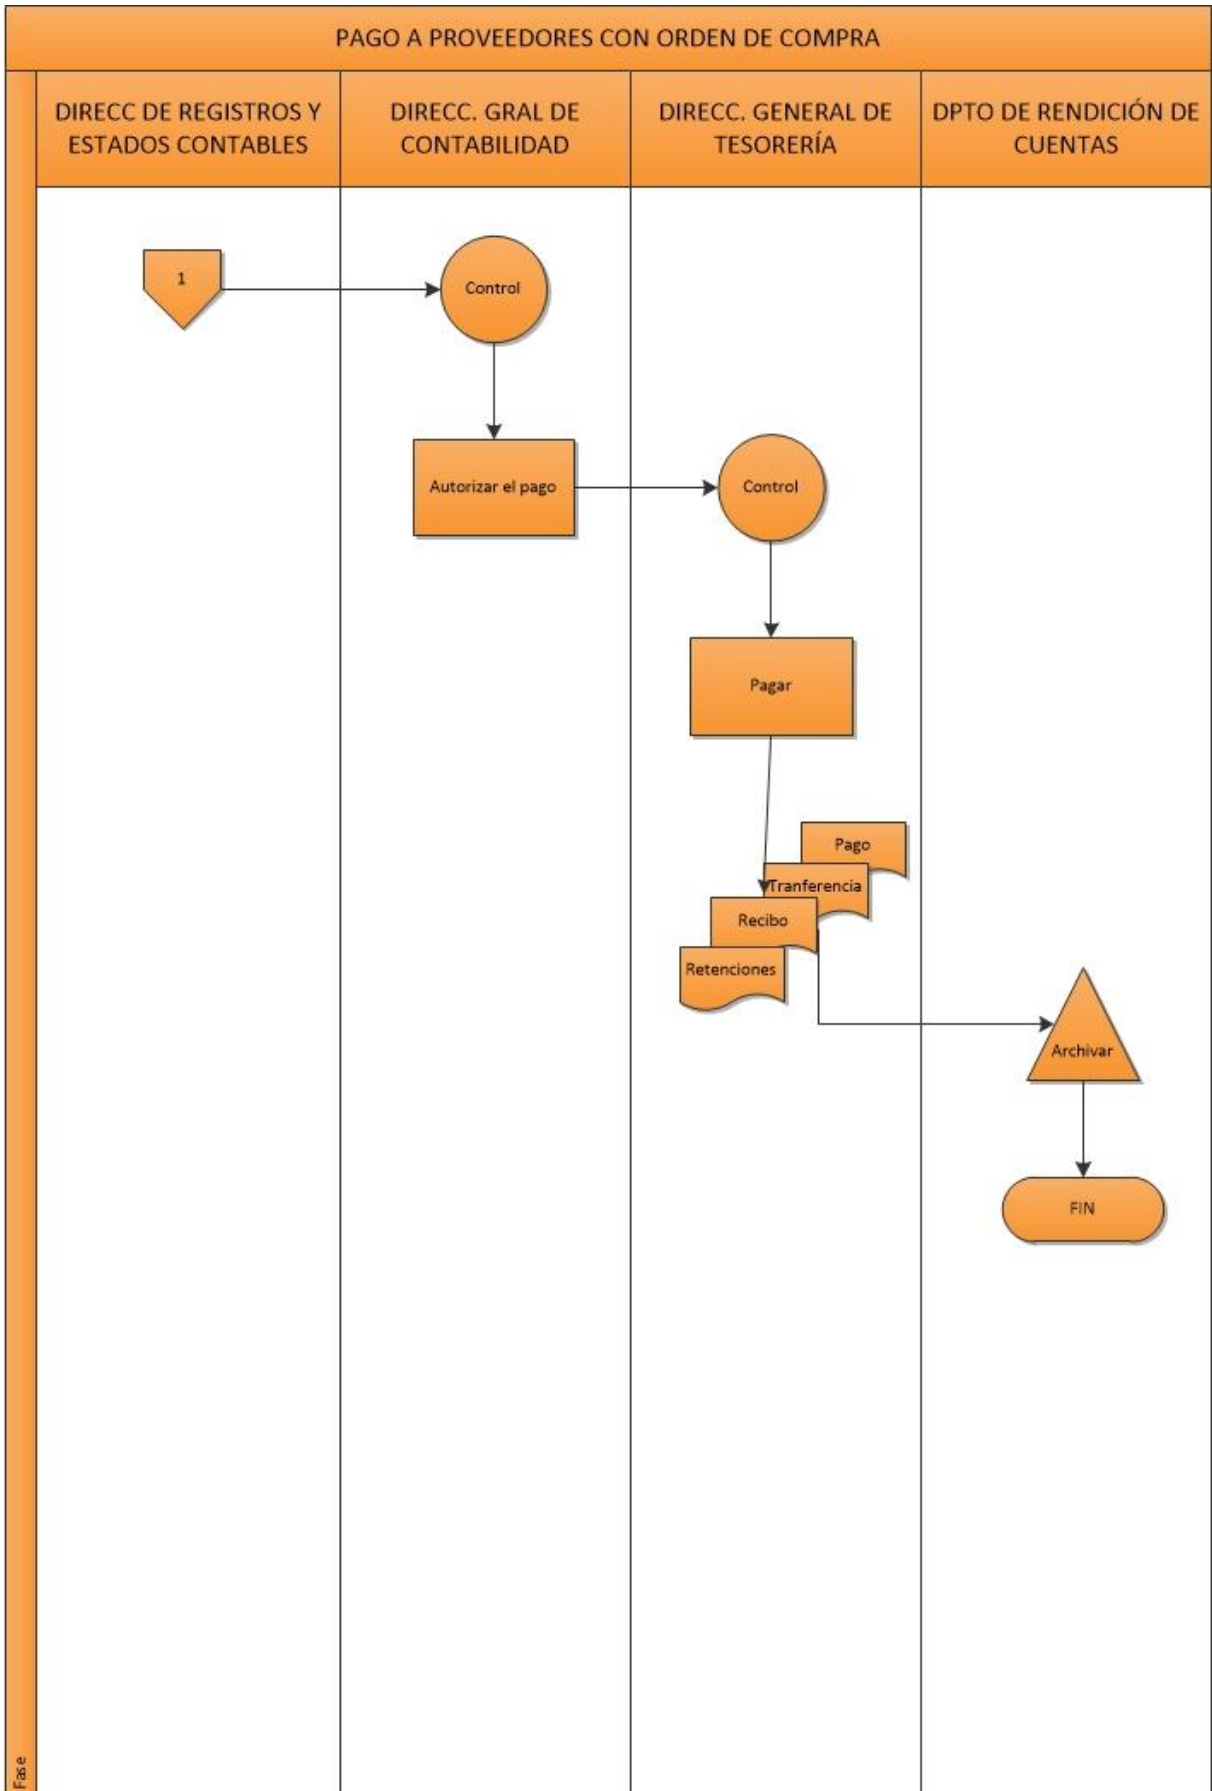 PAGO A PROVEEDORES CON ORDEN DE COMPRA
DIRECC DE REGISTROS Y
ESTADOS CONTABLES
DIRECC. GRAL DE
CONTABILIDAD
DIRECC. GENERAL DE
TESORERÍA
DPTO DE RENDICIÓN DE
CUENTAS
1
Control
Autorizar el pago
Control
Pagar
Pago
Tranferencia
Recibo
Retenciones
Archivar
FIN
Fase